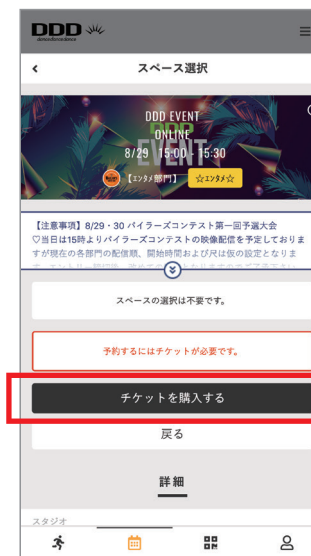 DDD
dancedancedance
スペース選択
DDD EVENT
ONLINE
8/29 15:00 - 15:30
EVENT
【エンタメ部門】
☆エンタメ☆
【注意事項】8/29・30 バイラーズコンテスト第一回予選大会
♡当日は15時よりバイラーズコンテストの映像配信を予定しておりま
すが現在の各部門の配信順、開始時間および尺は仮の設定となりま
スペースの選択は不要です。
予約するにはチケットが必要です。
チケットを購入する
戻る
詳細
スタジオ